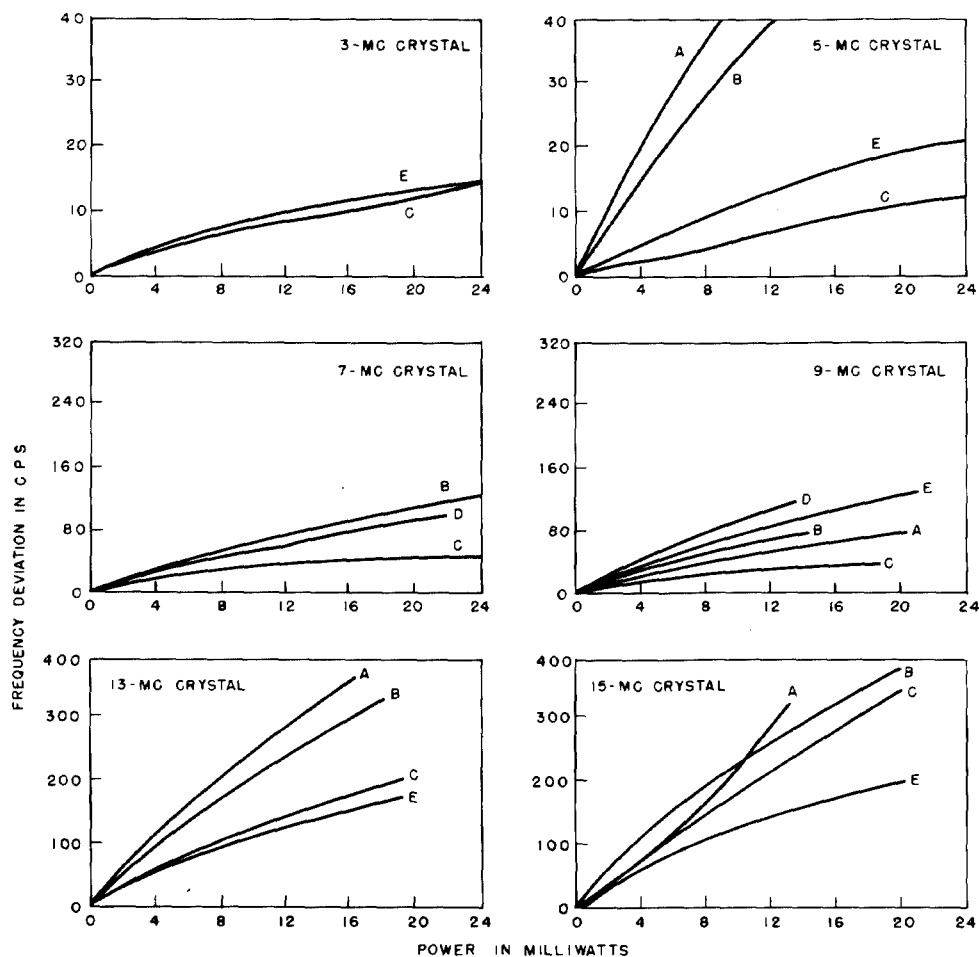 3-MC CRYSTAL
40
30
20
10
0
E
C
0 4 8 12 16 20 24
5-MC CRYSTAL
40
30
20
10
0
A
B
E
C
0 4 8 12 16 20 24
7-MC CRYSTAL
320
240
160
80
0
B
D
C
0 4 8 12 16 20 24
9-MC CRYSTAL
320
240
160
80
0
D
E
B
A
C
0 4 8 12 16 20 24
13-MC CRYSTAL
400
300
200
100
0
A
B
C
E
0 4 8 12 16 20 24
15-MC CRYSTAL
400
300
200
100
0
A
B
C
E
0 4 8 12 16 20 24
FREQUENCY DEVIATION IN CPS
POWER IN MILLIWATTS